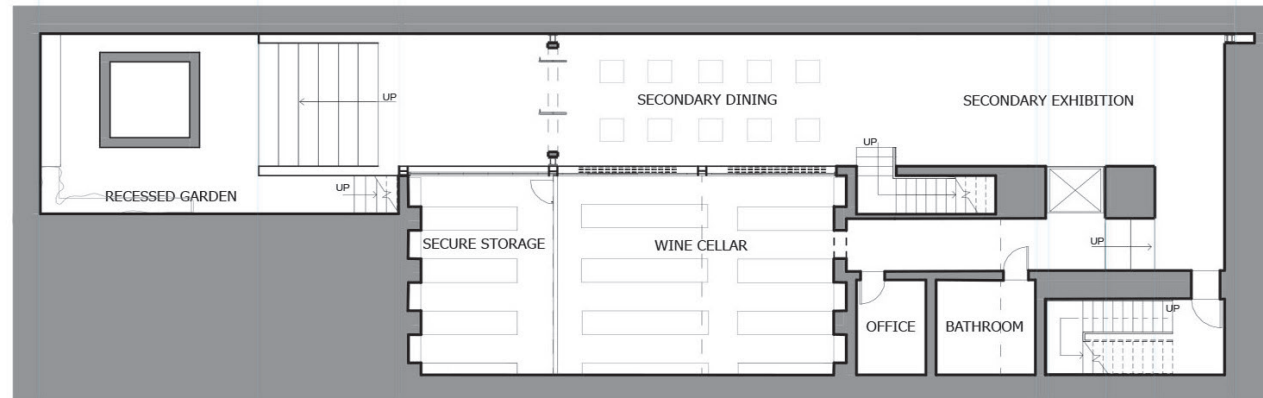 UP
SECONDARY DINING
SECONDARY EXHIBITION
UP
UP
RECESSED GARDEN
SECURE STORAGE
WINE CELLAR
UP
UP
OFFICE
BATHROOM